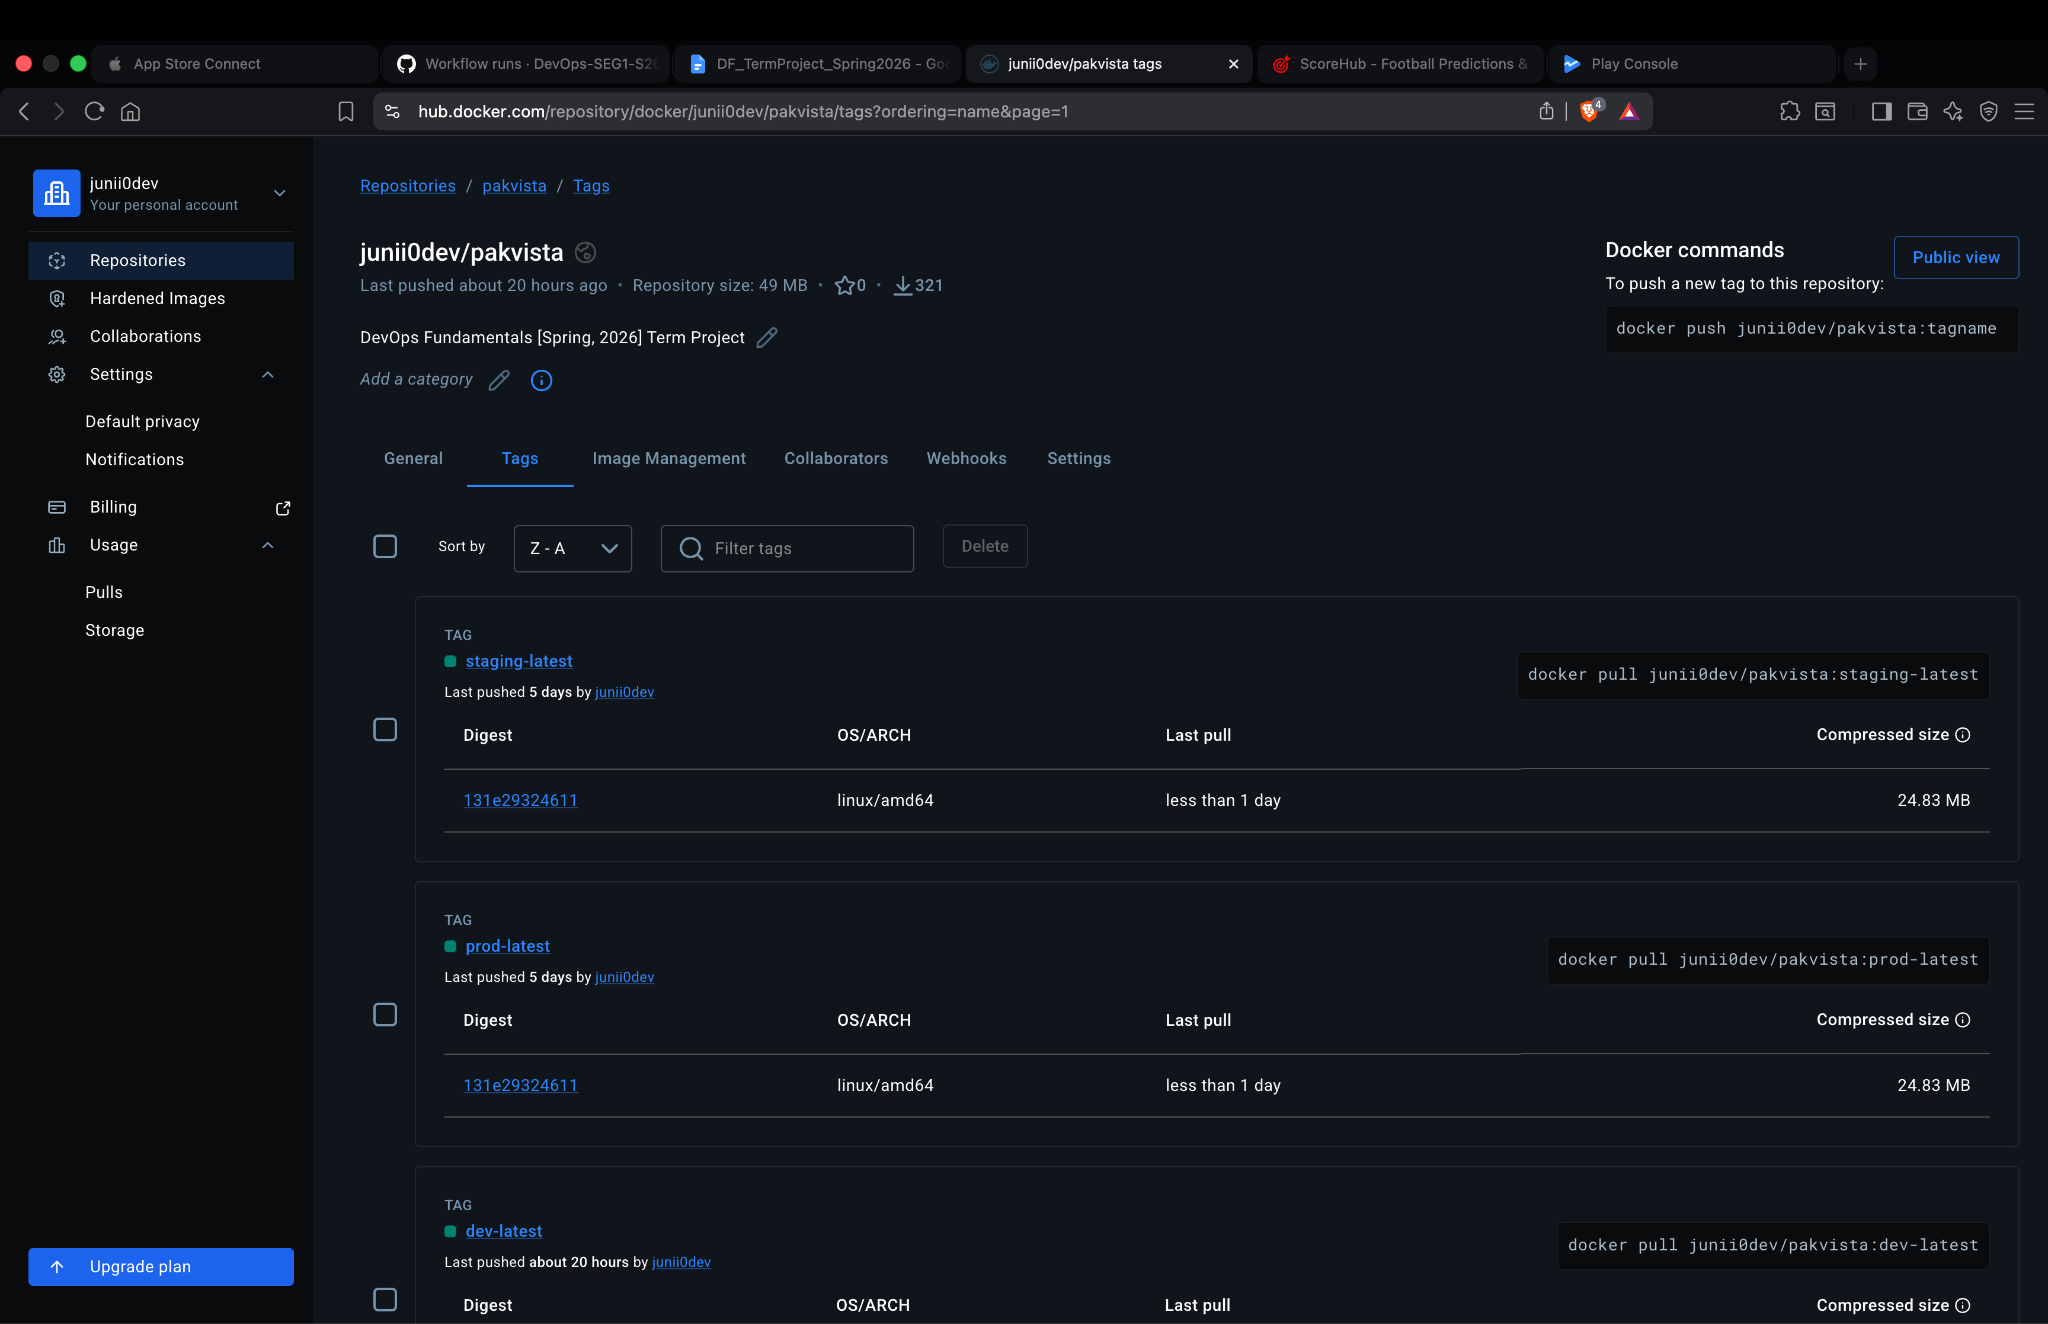 App Store Connect
Workflow runs · DevOps-SEG1-S26
DF_TermProject_Spring2026 - Goo
junii0dev/pakvista tags
ScoreHub - Football Predictions &
Play Console
hub.docker.com/repository/docker/junii0dev/pakvista/tags?ordering=name&page=1
4
junii0dev
Your personal account
Repositories
Hardened Images
Collaborations
Settings
Default privacy
Notifications
Billing
Usage
Pulls
Storage
Upgrade plan
Repositories / pakvista / Tags
junii0dev/pakvista
Last pushed about 20 hours ago · Repository size: 49 MB · 0 · 321
DevOps Fundamentals [Spring, 2026] Term Project
Add a category
Docker commands
Public view
To push a new tag to this repository:
docker push junii0dev/pakvista:tagname
General Tags Image Management Collaborators Webhooks Settings
Sort by Z - A Filter tags Delete
TAG
staging-latest
Last pushed 5 days by junii0dev
docker pull junii0dev/pakvista:staging-latest
Digest OS/ARCH Last pull Compressed size
131e29324611 linux/amd64 less than 1 day 24.83 MB
TAG
prod-latest
Last pushed 5 days by junii0dev
docker pull junii0dev/pakvista:prod-latest
Digest OS/ARCH Last pull Compressed size
131e29324611 linux/amd64 less than 1 day 24.83 MB
TAG
dev-latest
Last pushed about 20 hours by junii0dev
docker pull junii0dev/pakvista:dev-latest
Digest OS/ARCH Last pull Compressed size